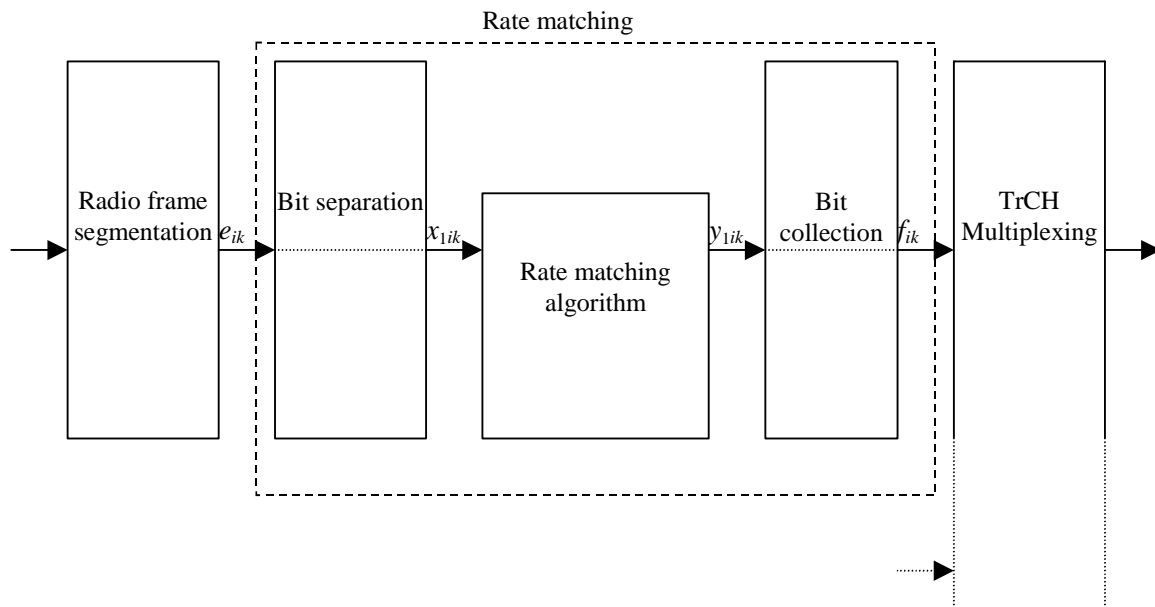 Rate matching
Radio frame
segmentation
e_ik
Bit separation
x_1ik
Rate matching
algorithm
y_1ik
Bit
collection
f_ik
TrCH
Multiplexing